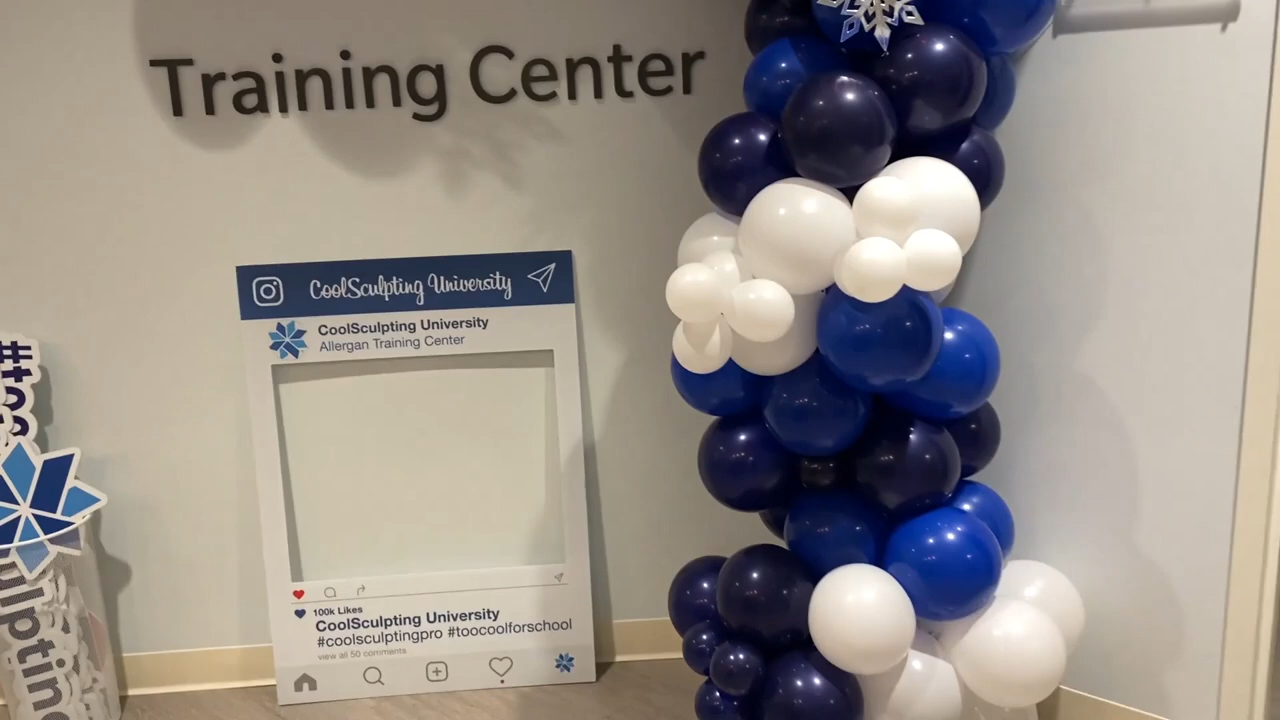 Training Center
CoolSculpting University
CoolSculpting University
Allergan Training Center
100k Likes
CoolSculpting University
#coolsculptingpro #toocoolforschool
view all 50 comments